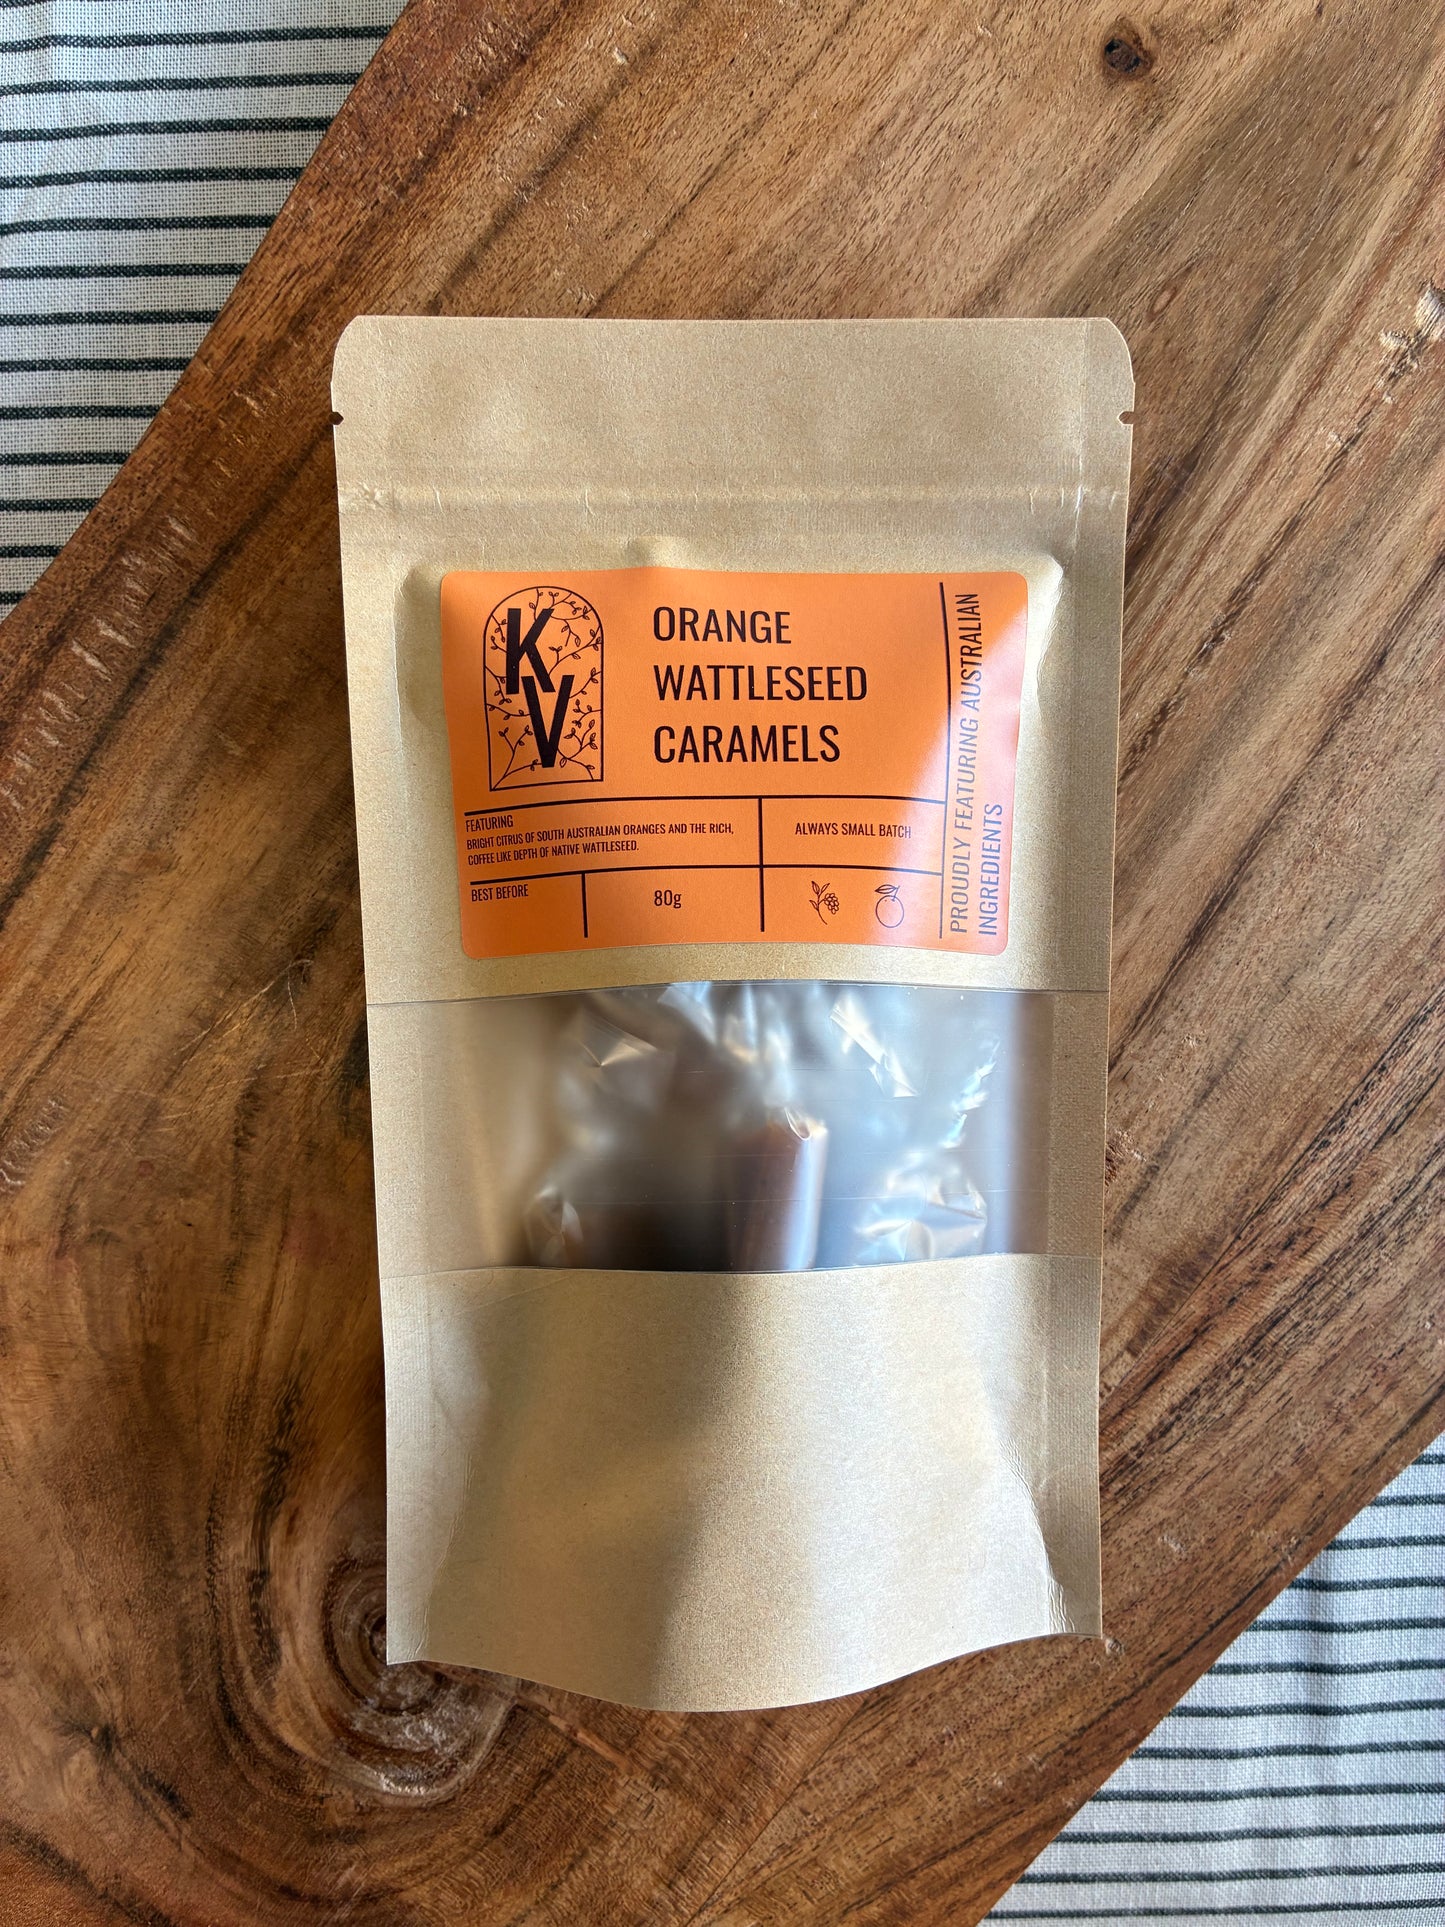 K
V
ORANGE
WATTLESEED
CARAMELS
FEATURING
BRIGHT CITRUS OF SOUTH AUSTRALIAN ORANGES AND THE RICH,
COFFEE LIKE DEPTH OF NATIVE WATTLESEED.
ALWAYS SMALL BATCH
BEST BEFORE
80g
PROUDLY FEATURING AUSTRALIAN
INGREDIENTS